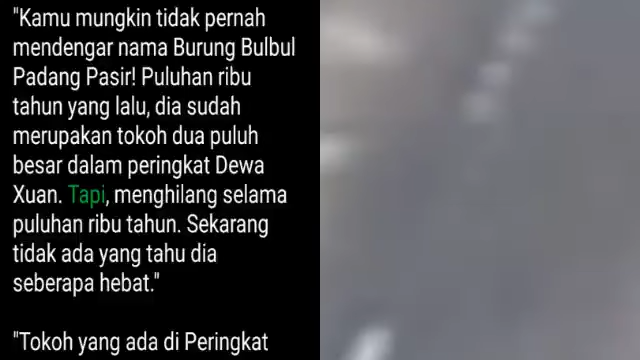 "Kamu mungkin tidak pernah
mendengar nama Burung Bulbul
Padang Pasir! Puluhan ribu
tahun yang lalu, dia sudah
merupakan tokoh dua puluh
besar dalam peringkat Dewa
Xuan. Tapi, menghilang selama
puluhan ribu tahun. Sekarang
tidak ada yang tahu dia
seberapa hebat."
"Tokoh yang ada di Peringkat